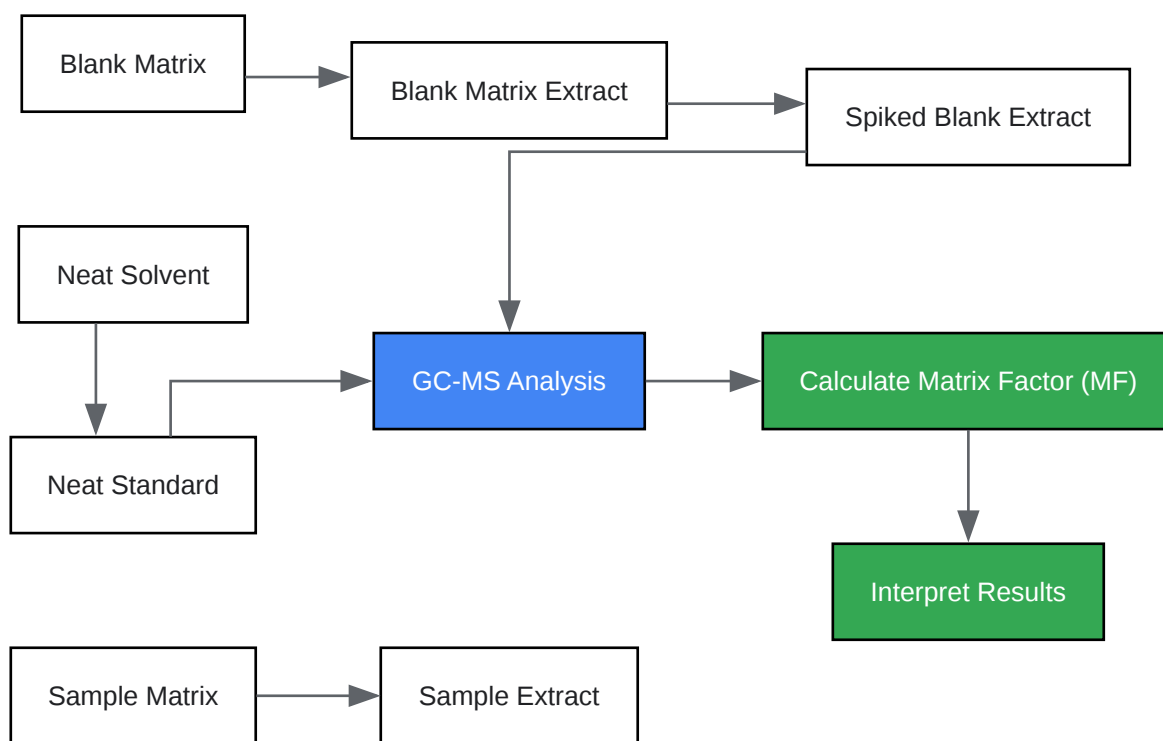 Blank Matrix
Blank Matrix Extract
Spiked Blank Extract
Neat Solvent
GC-MS Analysis
Calculate Matrix Factor (MF)
Neat Standard
Interpret Results
Sample Matrix
Sample Extract